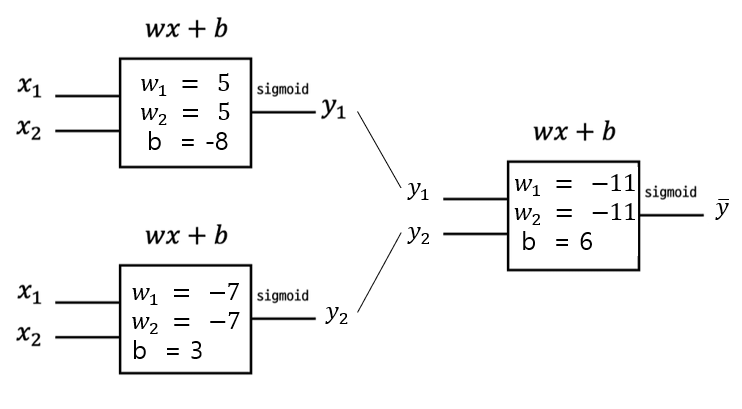 wx + b
x₁
x₂
w₁ = 5
w₂ = 5
b = -8
sigmoid
y₁
wx + b
x₁
x₂
w₁ = −7
w₂ = −7
b = 3
sigmoid
y₂
wx + b
y₁
y₂
w₁ = −11
w₂ = −11
b = 6
sigmoid
ȳ